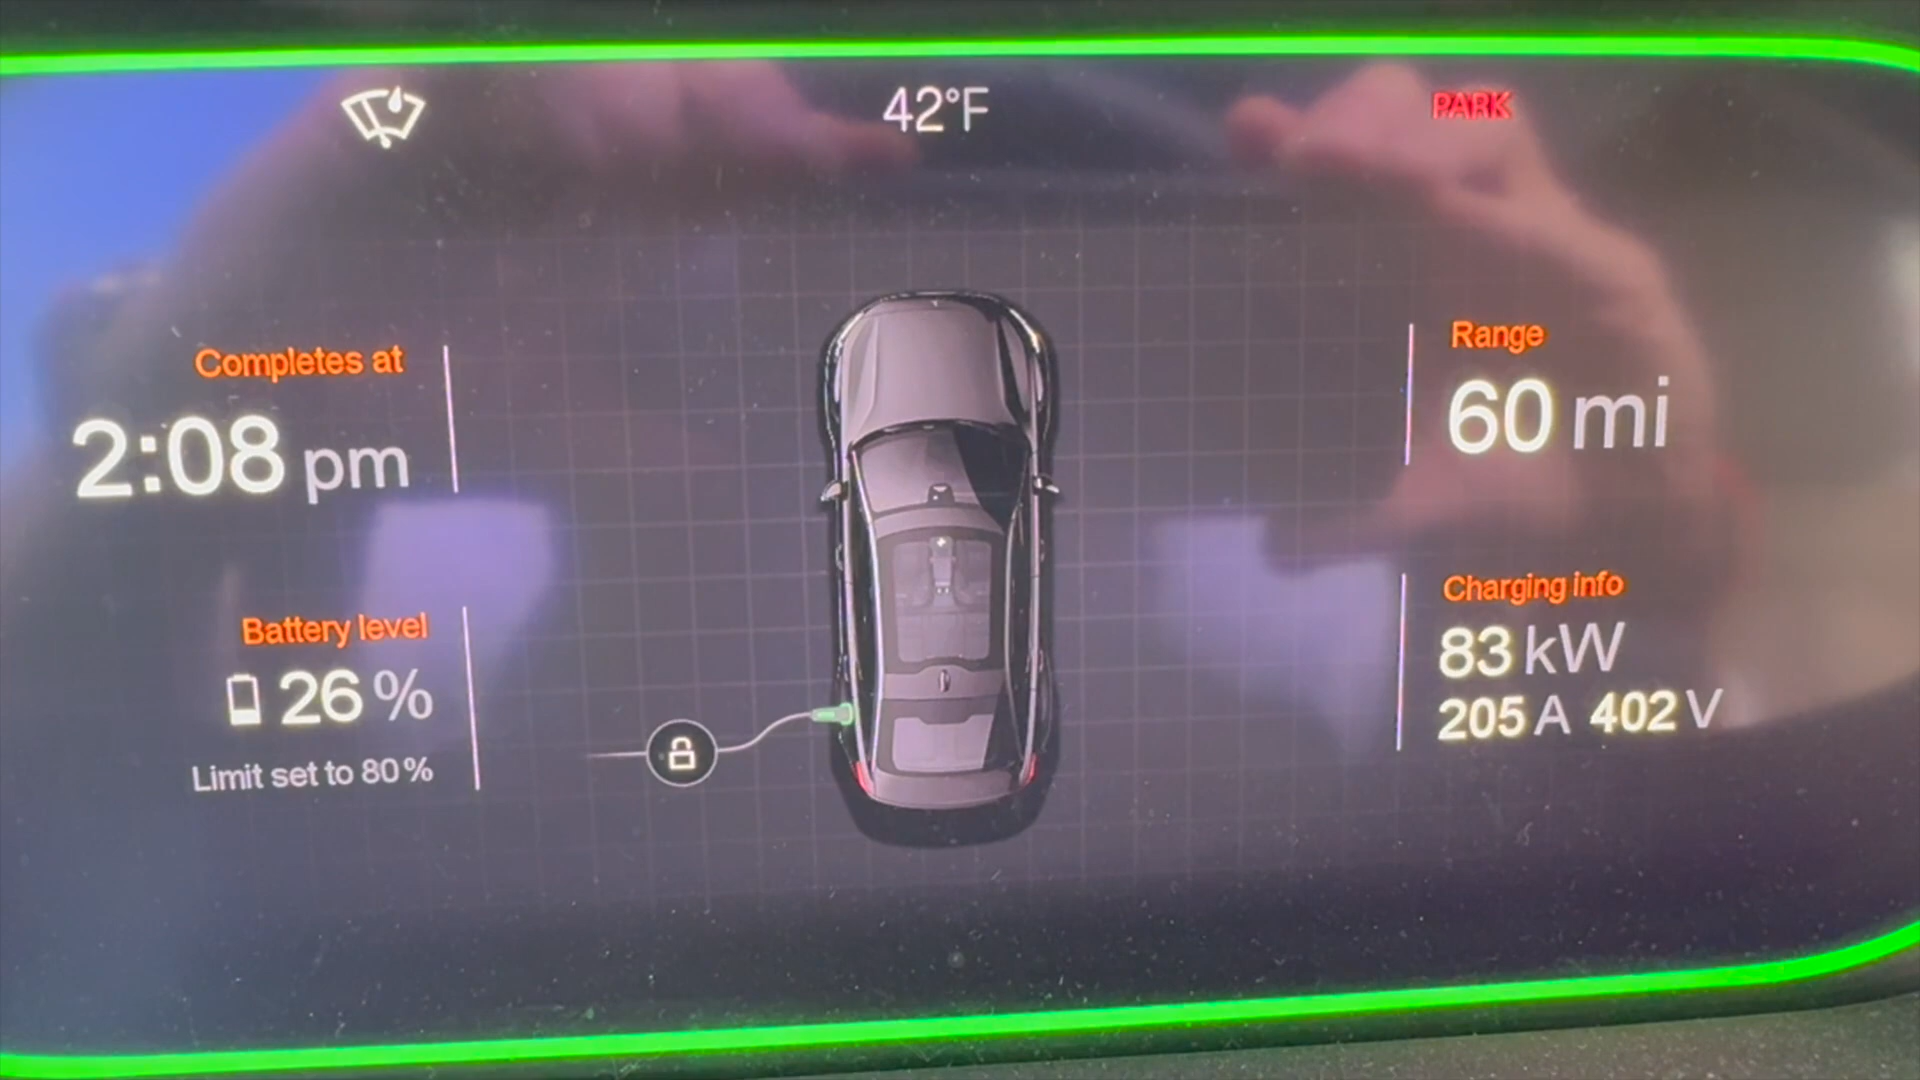 42°F
PARK
Completes at
2:08 pm
Range
60 mi
Battery level
26 %
Limit set to 80%
Charging info
83 kW
205 A 402 V